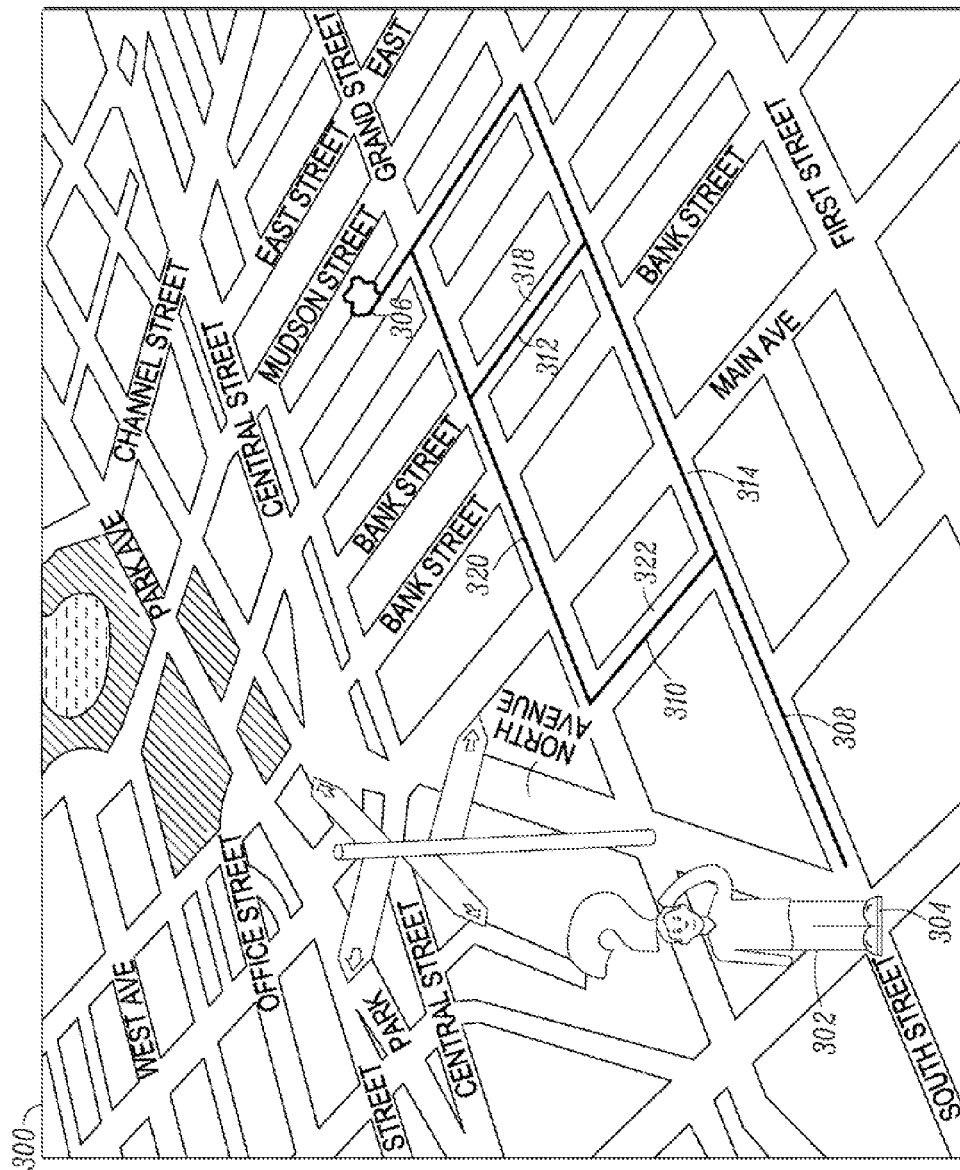 300
WEST AVE
OFFICE STREET
PARK AVE
CHANNEL STREET
CENTRAL STREET
EAST STREET
MUDSON STREET
GRAND STREET
EAST
306
STREET
PARK
CENTRAL STREET
BANK STREET
BANK STREET
NORTH
AVENUE
320
322
318
312
310
314
308
BANK STREET
MAIN AVE
FIRST STREET
302
304
SOUTH STREET